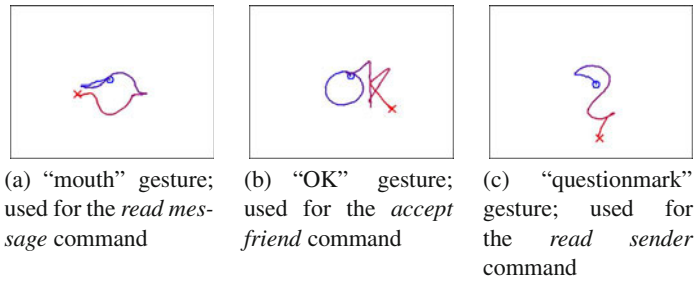 OK
(a) “mouth” gesture;
used for the read mes-
sage command
(b) “OK” gesture;
used for the accept
friend command
(c) “questionmark”
gesture; used for
the read sender
command